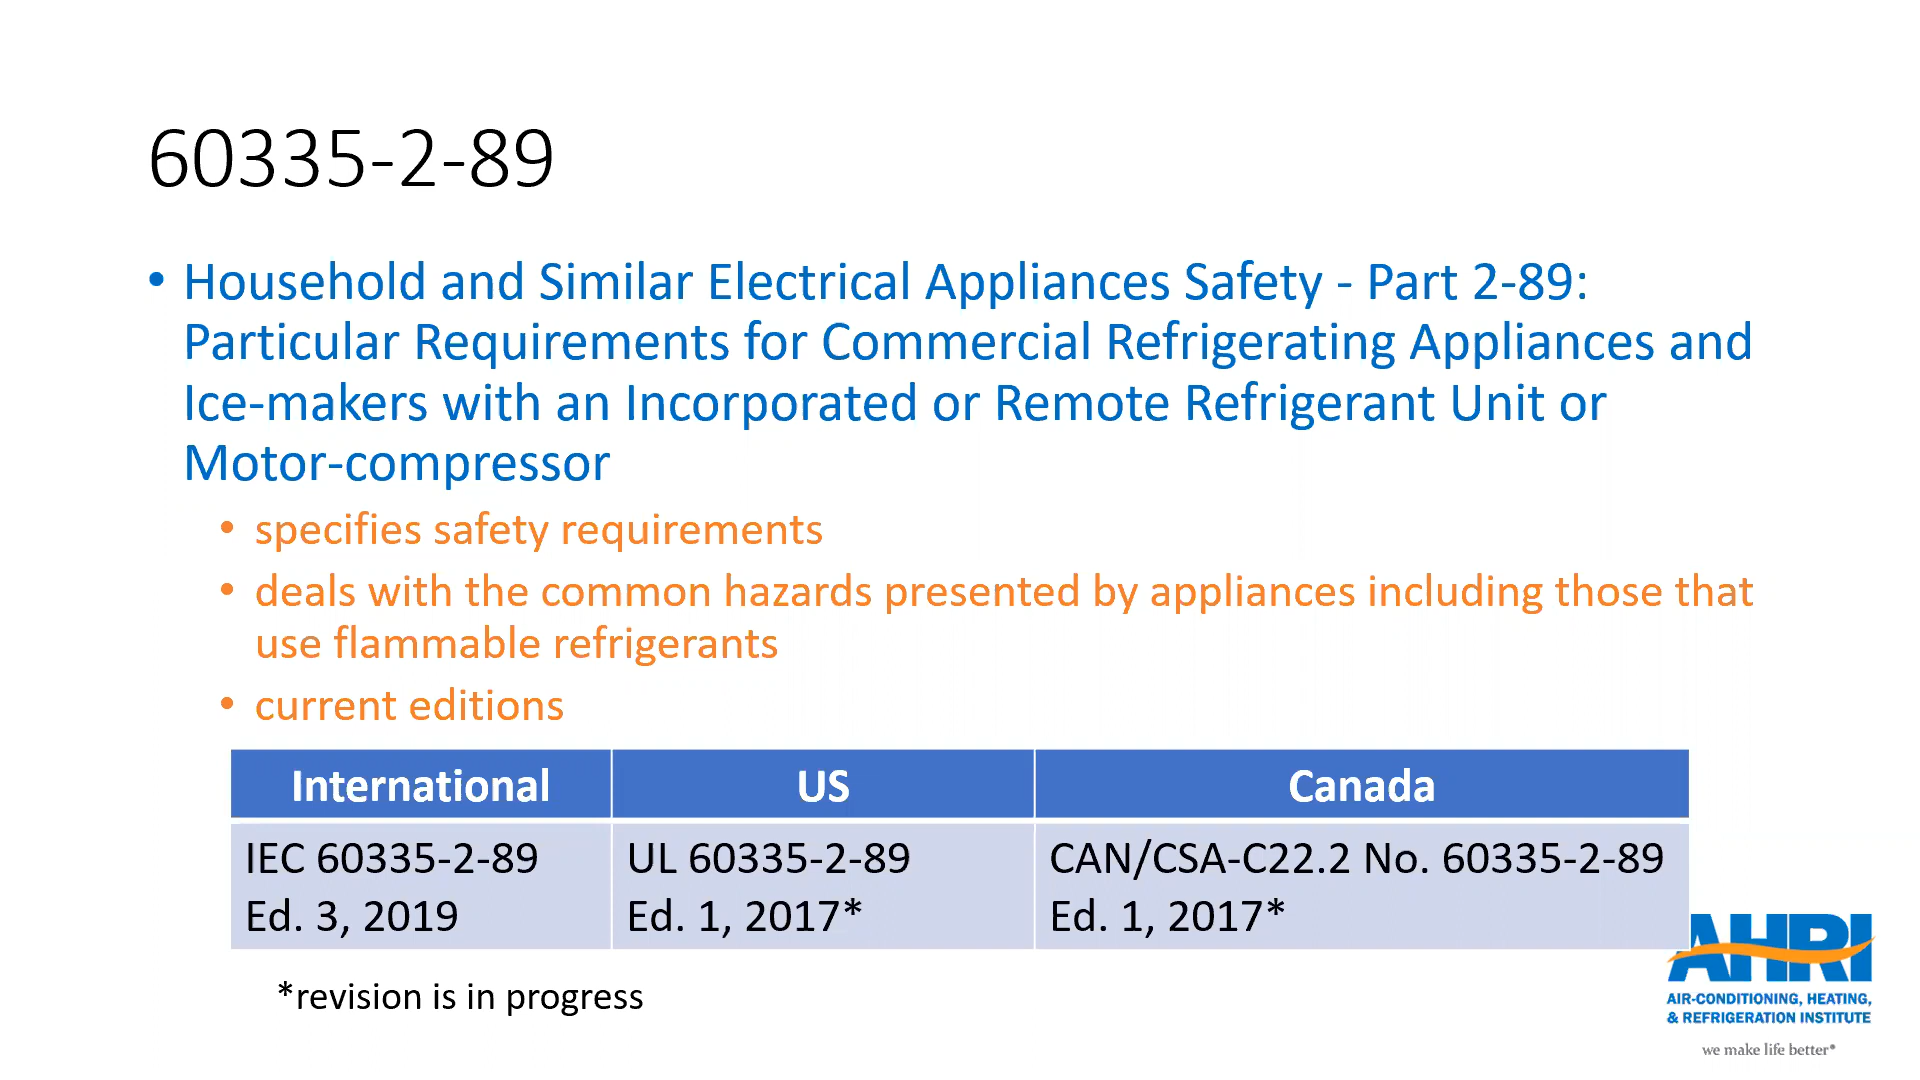 60335-2-89
• Household and Similar Electrical Appliances Safety - Part 2-89:
Particular Requirements for Commercial Refrigerating Appliances and
Ice-makers with an Incorporated or Remote Refrigerant Unit or
Motor-compressor
• specifies safety requirements
• deals with the common hazards presented by appliances including those that
use flammable refrigerants
• current editions
International US Canada
IEC 60335-2-89 UL 60335-2-89 CAN/CSA-C22.2 No. 60335-2-89
Ed. 3, 2019 Ed. 1, 2017* Ed. 1, 2017*
*revision is in progress
AHRI
AIR-CONDITIONING, HEATING,
& REFRIGERATION INSTITUTE
we make life better®